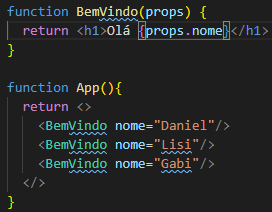 function BemVindo(props) {
  return <h1>Olá {props.nome}</h1>
}
function App(){
  return <>
    <BemVindo nome="Daniel"/>
    <BemVindo nome="Lisi"/>
    <BemVindo nome="Gabi"/>
  </>
}